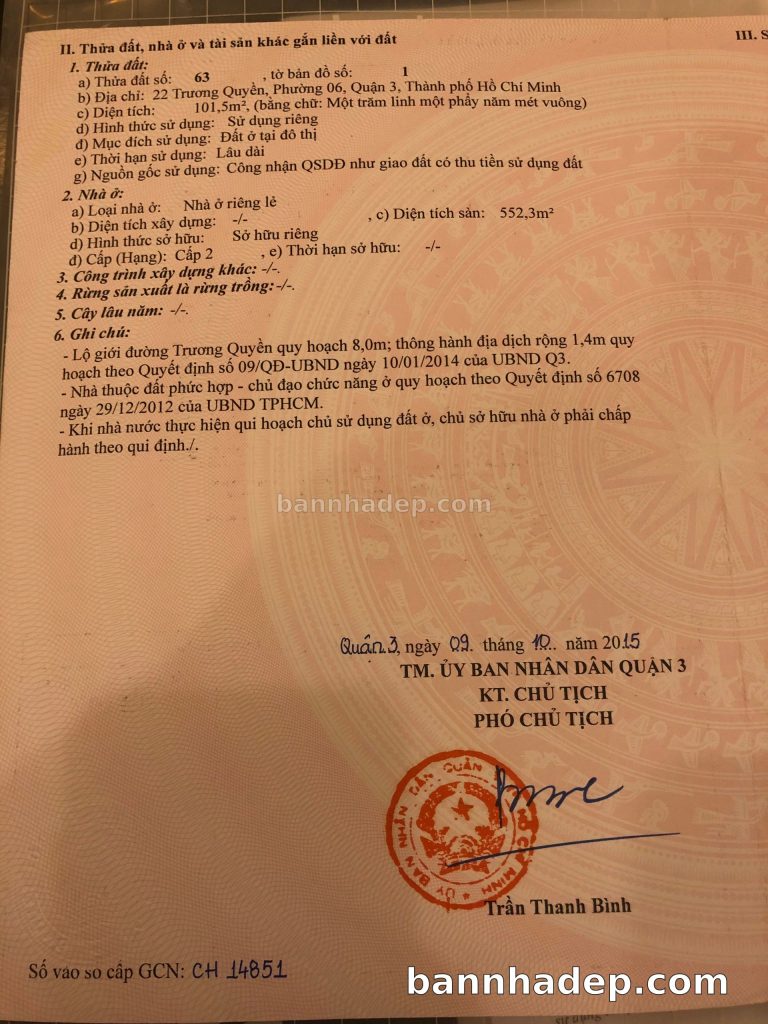 II. Thửa đất, nhà ở và tài sản khác gắn liền với đất
III. S
1. Thửa đất:
a) Thửa đất số: 63 , tờ bản đồ số: 1
b) Địa chỉ: 22 Trương Quyền, Phường 06, Quận 3, Thành phố Hồ Chí Minh
c) Diện tích: 101,5m², (bằng chữ: Một trăm linh một phẩy năm mét vuông)
d) Hình thức sử dụng: Sử dụng riêng
đ) Mục đích sử dụng: Đất ở tại đô thị
e) Thời hạn sử dụng: Lâu dài
g) Nguồn gốc sử dụng: Công nhận QSDĐ như giao đất có thu tiền sử dụng đất
2. Nhà ở:
a) Loại nhà ở: Nhà ở riêng lẻ
b) Diện tích xây dựng: -/- , c) Diện tích sàn: 552,3m²
d) Hình thức sở hữu: Sở hữu riêng
đ) Cấp (Hạng): Cấp 2 , e) Thời hạn sở hữu: -/-
3. Công trình xây dựng khác: -/-.
4. Rừng sản xuất là rừng trồng: -/-.
5. Cây lâu năm: -/-.
6. Ghi chú:
- Lộ giới đường Trương Quyền quy hoạch 8,0m; thông hành địa dịch rộng 1,4m quy
hoạch theo Quyết định số 09/QĐ-UBND ngày 10/01/2014 của UBND Q3.
- Nhà thuộc đất phức hợp - chủ đạo chức năng ở quy hoạch theo Quyết định số 6708
ngày 29/12/2012 của UBND TPHCM.
- Khi nhà nước thực hiện qui hoạch chủ sử dụng đất ở, chủ sở hữu nhà ở phải chấp
hành theo qui định./.
bannhadep.com
Quận 3, ngày 09. tháng 10.. năm 2015
TM. ỦY BAN NHÂN DÂN QUẬN 3
KT. CHỦ TỊCH
PHÓ CHỦ TỊCH
ỦY BAN NHÂN DÂN QUẬN
HỒ CHÍ MINH
Trần Thanh Bình
Số vào sổ cấp GCN: CH 14851
bannhadep.com